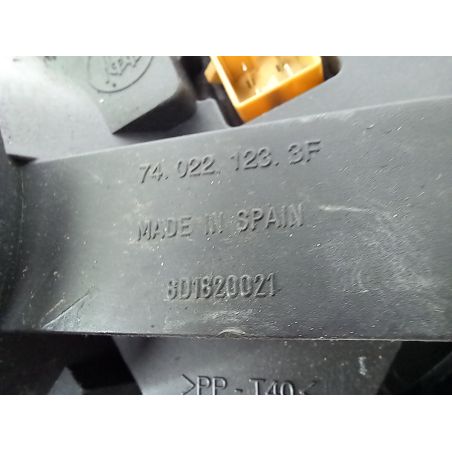 74. 022. 123. 3F
MADE IN SPAIN
8D1820021
>PP - T40<